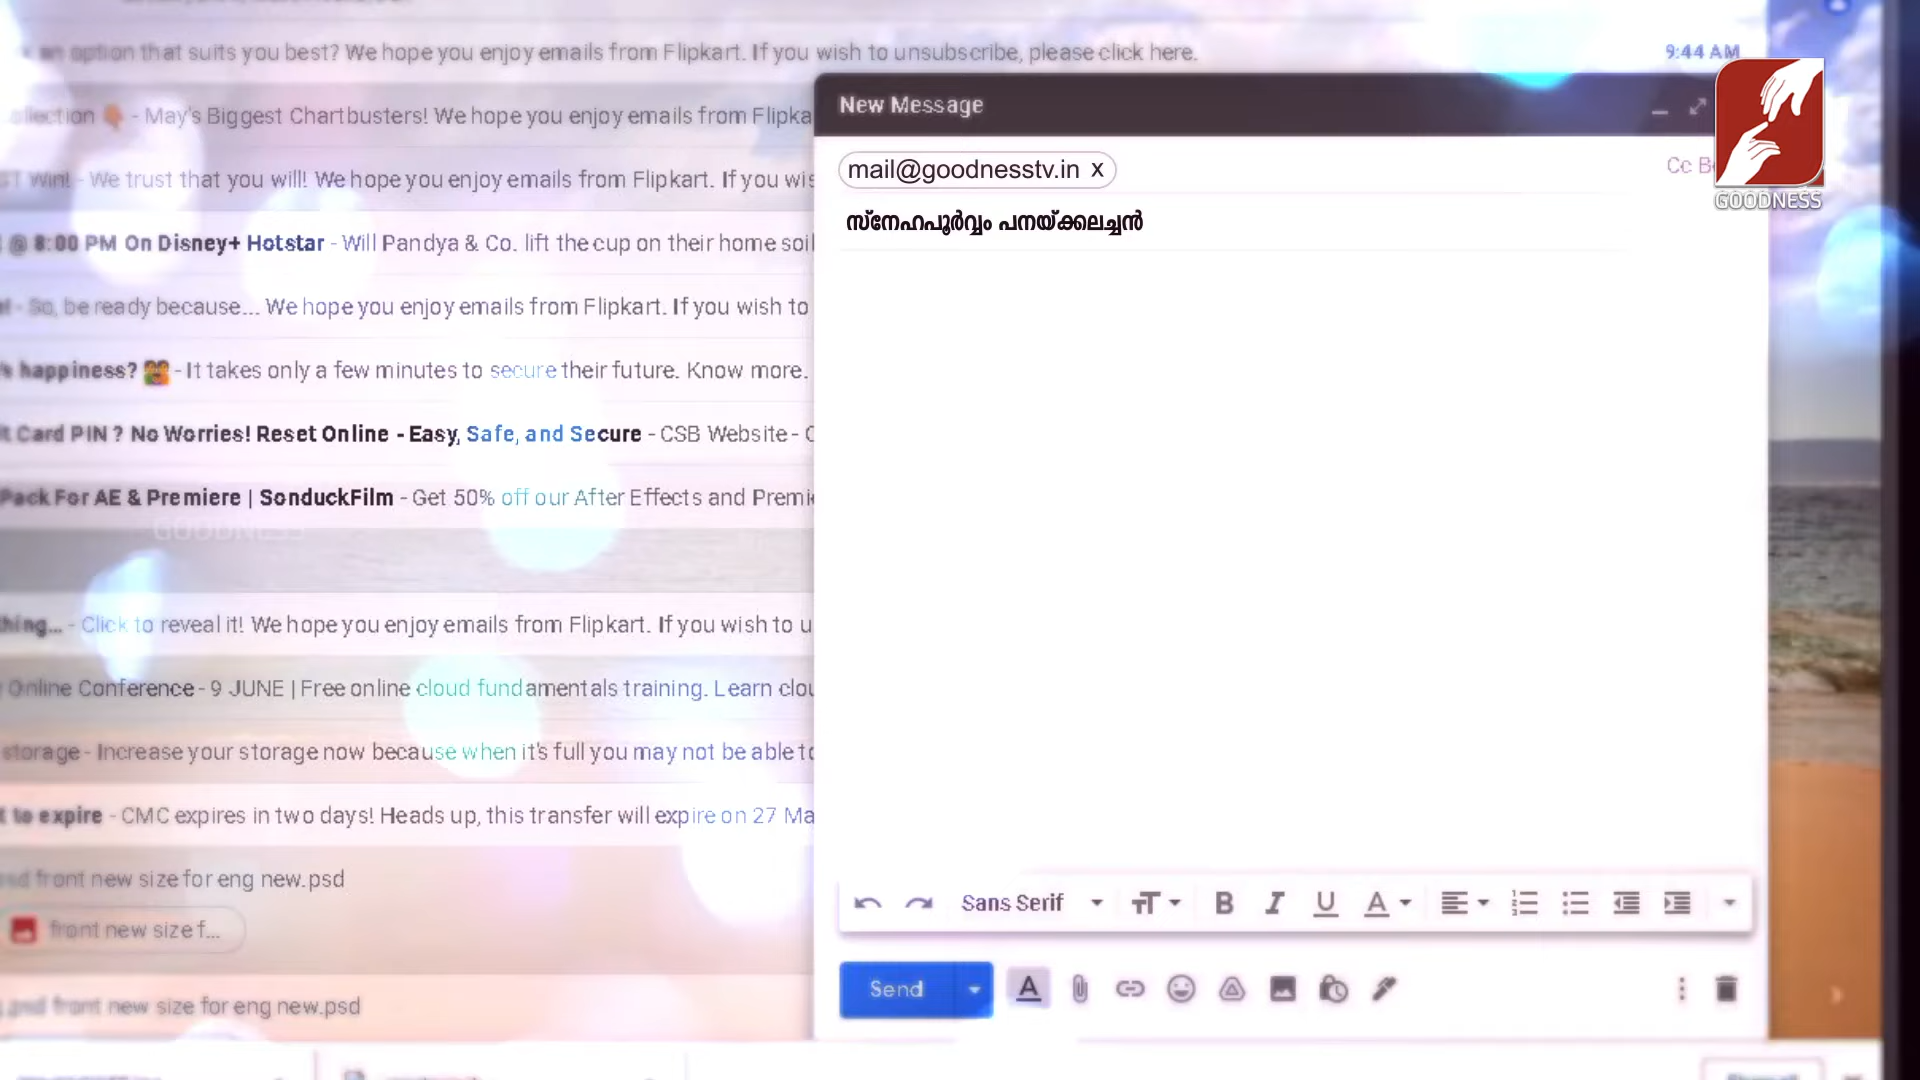 an option that suits you best? We hope you enjoy emails from Flipkart. If you wish to unsubscribe, please click here.
9:44 AM
- May's Biggest Chartbusters! We hope you enjoy emails from Flipka
New Message
GOODNESS
mail@goodnesstv.in x
Cc
Win! - We trust that you will! We hope you enjoy emails from Flipkart. If you wis
സ്നേഹപൂർവ്വം പനയ്ക്കലച്ചൻ
@ 8:00 PM On Disney+ Hotstar - Will Pandya & Co. lift the cup on their home soil
- So, be ready because... We hope you enjoy emails from Flipkart. If you wish to
happiness? - It takes only a few minutes to secure their future. Know more.
Card PIN ? No Worries! Reset Online - Easy, Safe, and Secure - CSB Website - C
Pack For AE & Premiere | SonduckFilm - Get 50% off our After Effects and Premi
GOODNESS
hing... - Click to reveal it! We hope you enjoy emails from Flipkart. If you wish to u
Online Conference - 9 JUNE | Free online cloud fundamentals training. Learn clou
storage - Increase your storage now because when it's full you may not be able to
to expire - CMC expires in two days! Heads up, this transfer will expire on 27 Ma
front new size for eng new.psd
front new size f...
Sans Serif
Send
psd front new size for eng new.psd